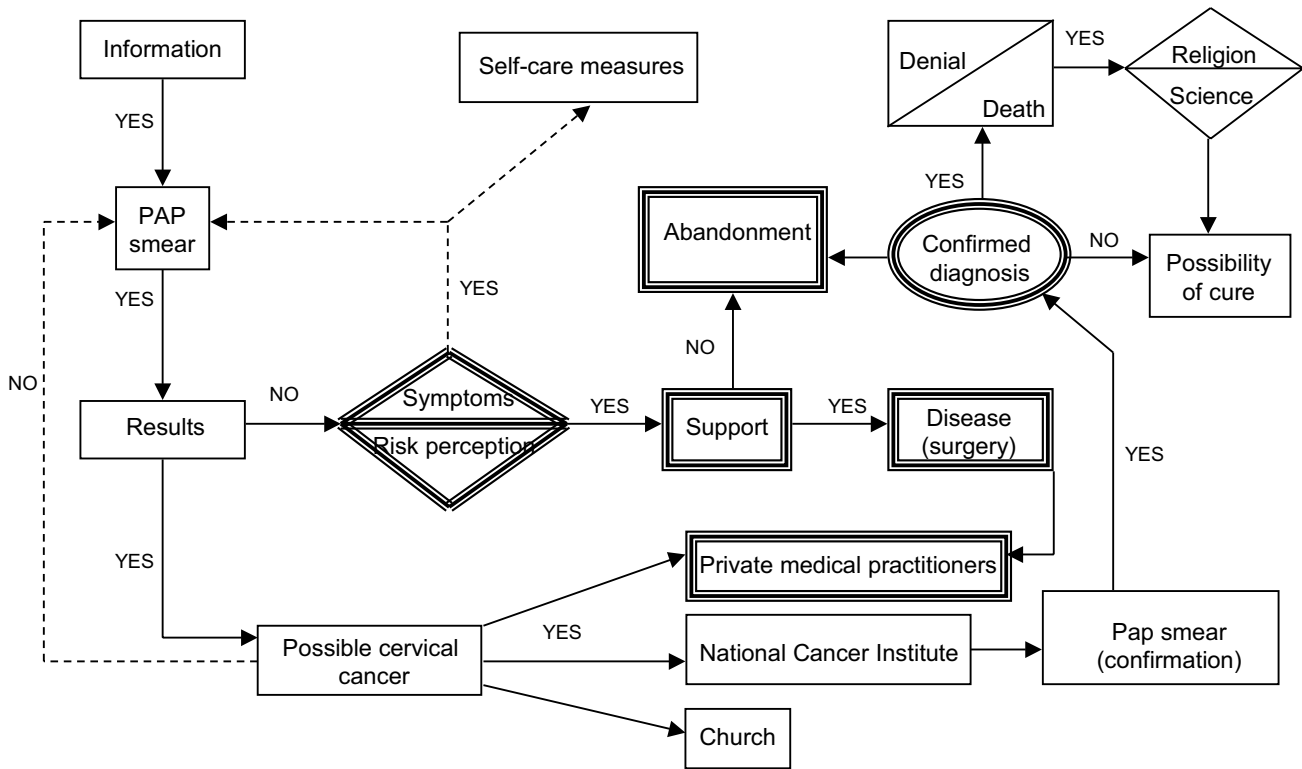 Information
Self-care measures
Denial
Death
YES
Religion
Science
YES
PAP
smear
Abandonment
YES
Confirmed
diagnosis
NO
Possibility
of cure
YES
YES
NO
NO
NO
Symptoms
Risk perception
YES
Support
YES
Disease
(surgery)
Results
YES
YES
Private medical practitioners
Possible cervical
cancer
YES
National Cancer Institute
Pap smear
(confirmation)
Church